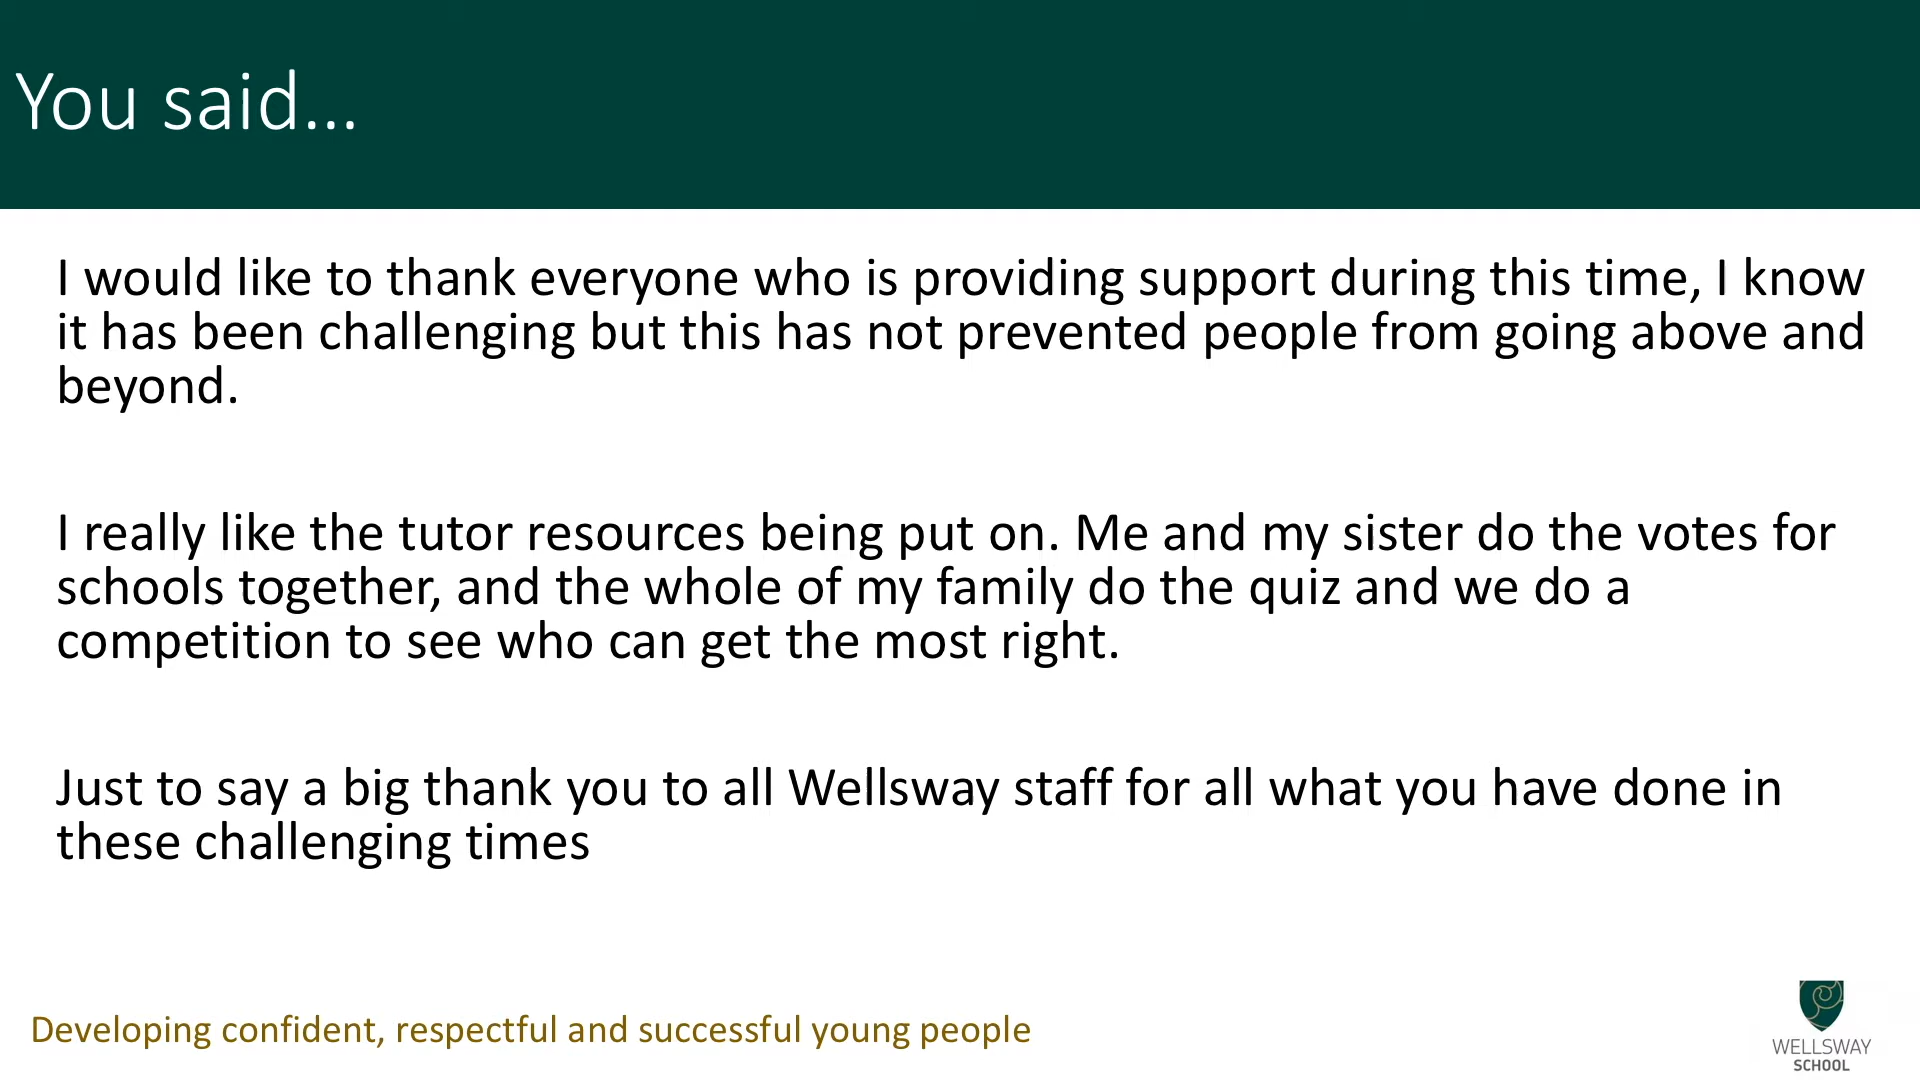 You said...
I would like to thank everyone who is providing support during this time, I know
it has been challenging but this has not prevented people from going above and
beyond.
I really like the tutor resources being put on. Me and my sister do the votes for
schools together, and the whole of my family do the quiz and we do a
competition to see who can get the most right.
Just to say a big thank you to all Wellsway staff for all what you have done in
these challenging times
Developing confident, respectful and successful young people
WELLSWAY
SCHOOL